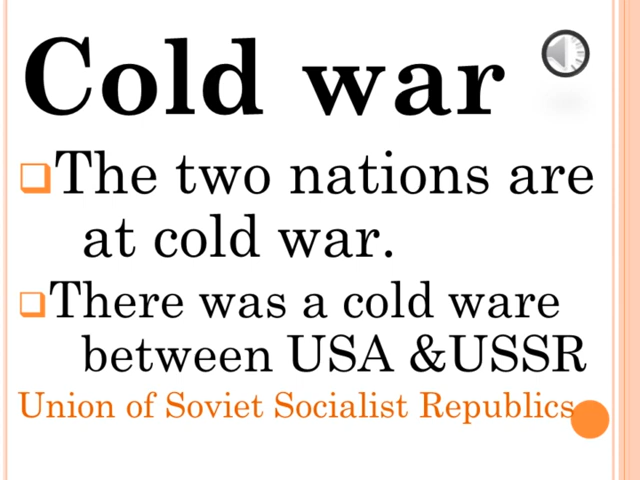 Cold war
The two nations are
at cold war.
There was a cold ware
between USA &USSR
Union of Soviet Socialist Republics